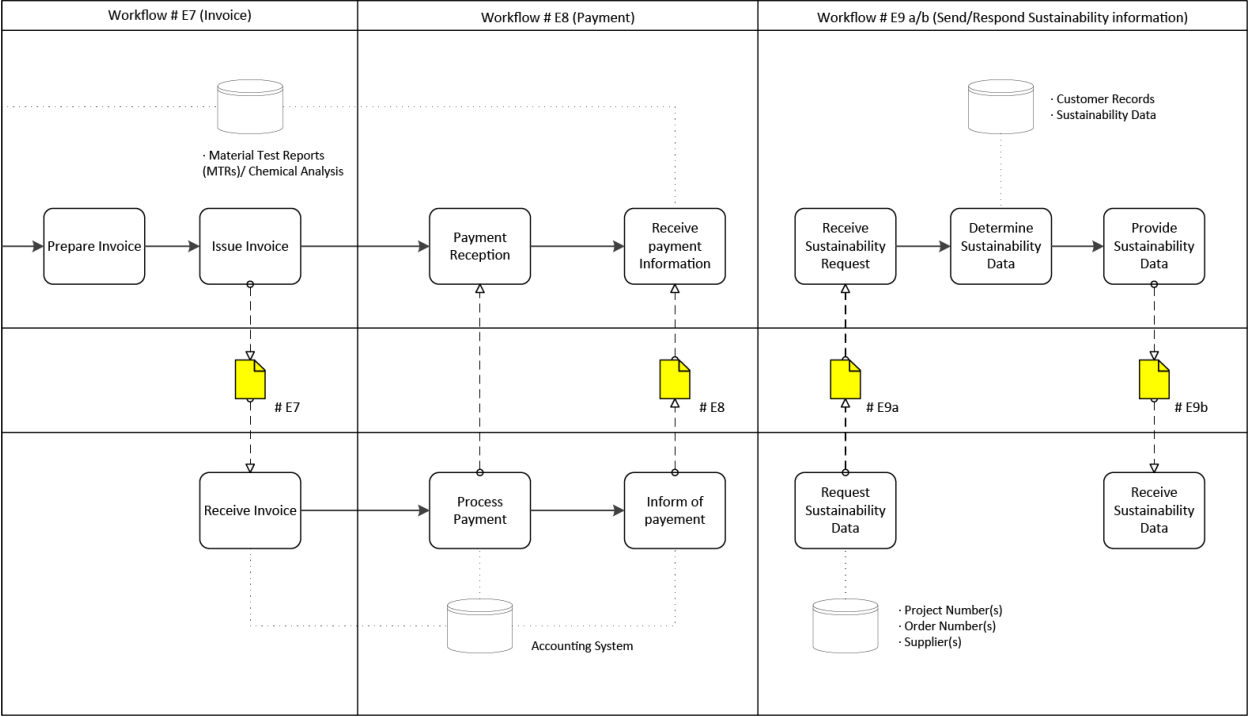 Workflow # E7 (Invoice)
Workflow # E8 (Payment)
Workflow # E9 a/b (Send/Respond Sustainability information)
· Material Test Reports
(MTRs)/ Chemical Analysis
· Customer Records
· Sustainability Data
Prepare Invoice
Issue Invoice
Payment
Reception
Receive
payment
Information
Receive
Sustainability
Request
Determine
Sustainability
Data
Provide
Sustainability
Data
# E7
# E8
# E9a
# E9b
Receive Invoice
Process
Payment
Inform of
payement
Request
Sustainability
Data
Receive
Sustainability
Data
Accounting System
· Project Number(s)
· Order Number(s)
· Supplier(s)